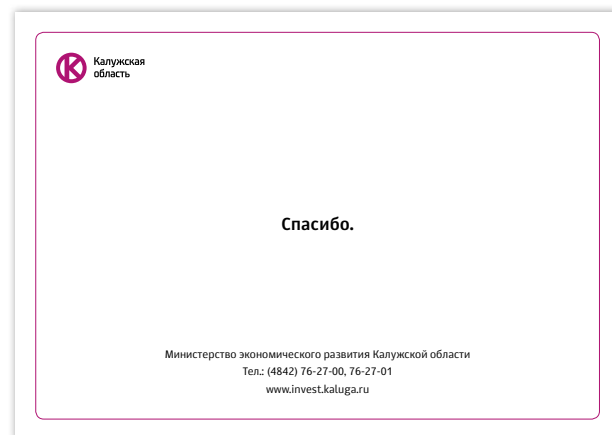 Калужская
область
Спасибо.
Министерство экономического развития Калужской области
Тел.: (4842) 76-27-00, 76-27-01
www.invest.kaluga.ru